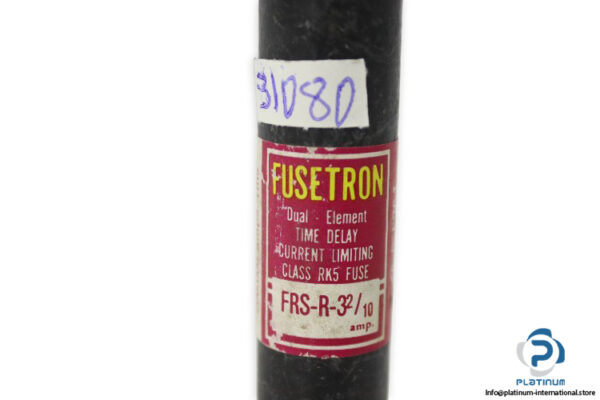 31080
FUSETRON
Dual - Element
TIME DELAY
CURRENT LIMITING
CLASS RK5 FUSE
FRS-R-3²/10
amp.
PLATINUM
Info@platinum-international.store